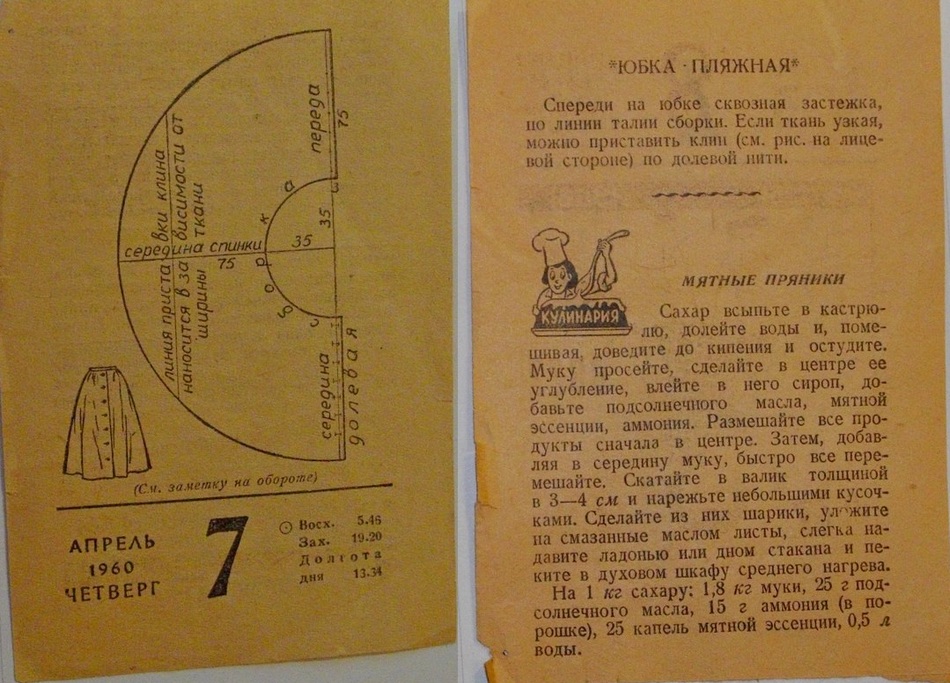 переда
75
а
к
35
35
середина спинки
75
р
о
б
с
линия приставки клина
наносится в зависимости от
ширины ткани
середина
долевая
(См. заметку на обороте)
АПРЕЛЬ
1960
ЧЕТВЕРГ
7
Восх. 5.46
Зах. 19.20
Долгота
дня 13.34
*ЮБКА · ПЛЯЖНАЯ*
Спереди на юбке сквозная застежка,
по линии талии сборки. Если ткань узкая,
можно приставить клин (см. рис. на лице-
вой стороне) по долевой нити.
КУЛИНАРИЯ
МЯТНЫЕ ПРЯНИКИ
Сахар всыпьте в кастрю-
лю, долейте воды и, поме-
шивая, доведите до кипения и остудите.
Муку просейте, сделайте в центре ее
углубление, влейте в него сироп, до-
бавьте подсолнечного масла, мятной
эссенции, аммония. Размешайте все про-
дукты сначала в центре. Затем, добав-
ляя в середину муку, быстро все пере-
мешайте. Скатайте в валик толщиной
в 3—4 см и нарежьте небольшими кусоч-
ками. Сделайте из них шарики, уложите
на смазанные маслом листы, слегка на-
давите ладонью или дном стакана и пе-
ките в духовом шкафу среднего нагрева.
На 1 кг сахару: 1,8 кг муки, 25 г под-
солнечного масла, 15 г аммония (в по-
рошке), 25 капель мятной эссенции, 0,5 л
воды.